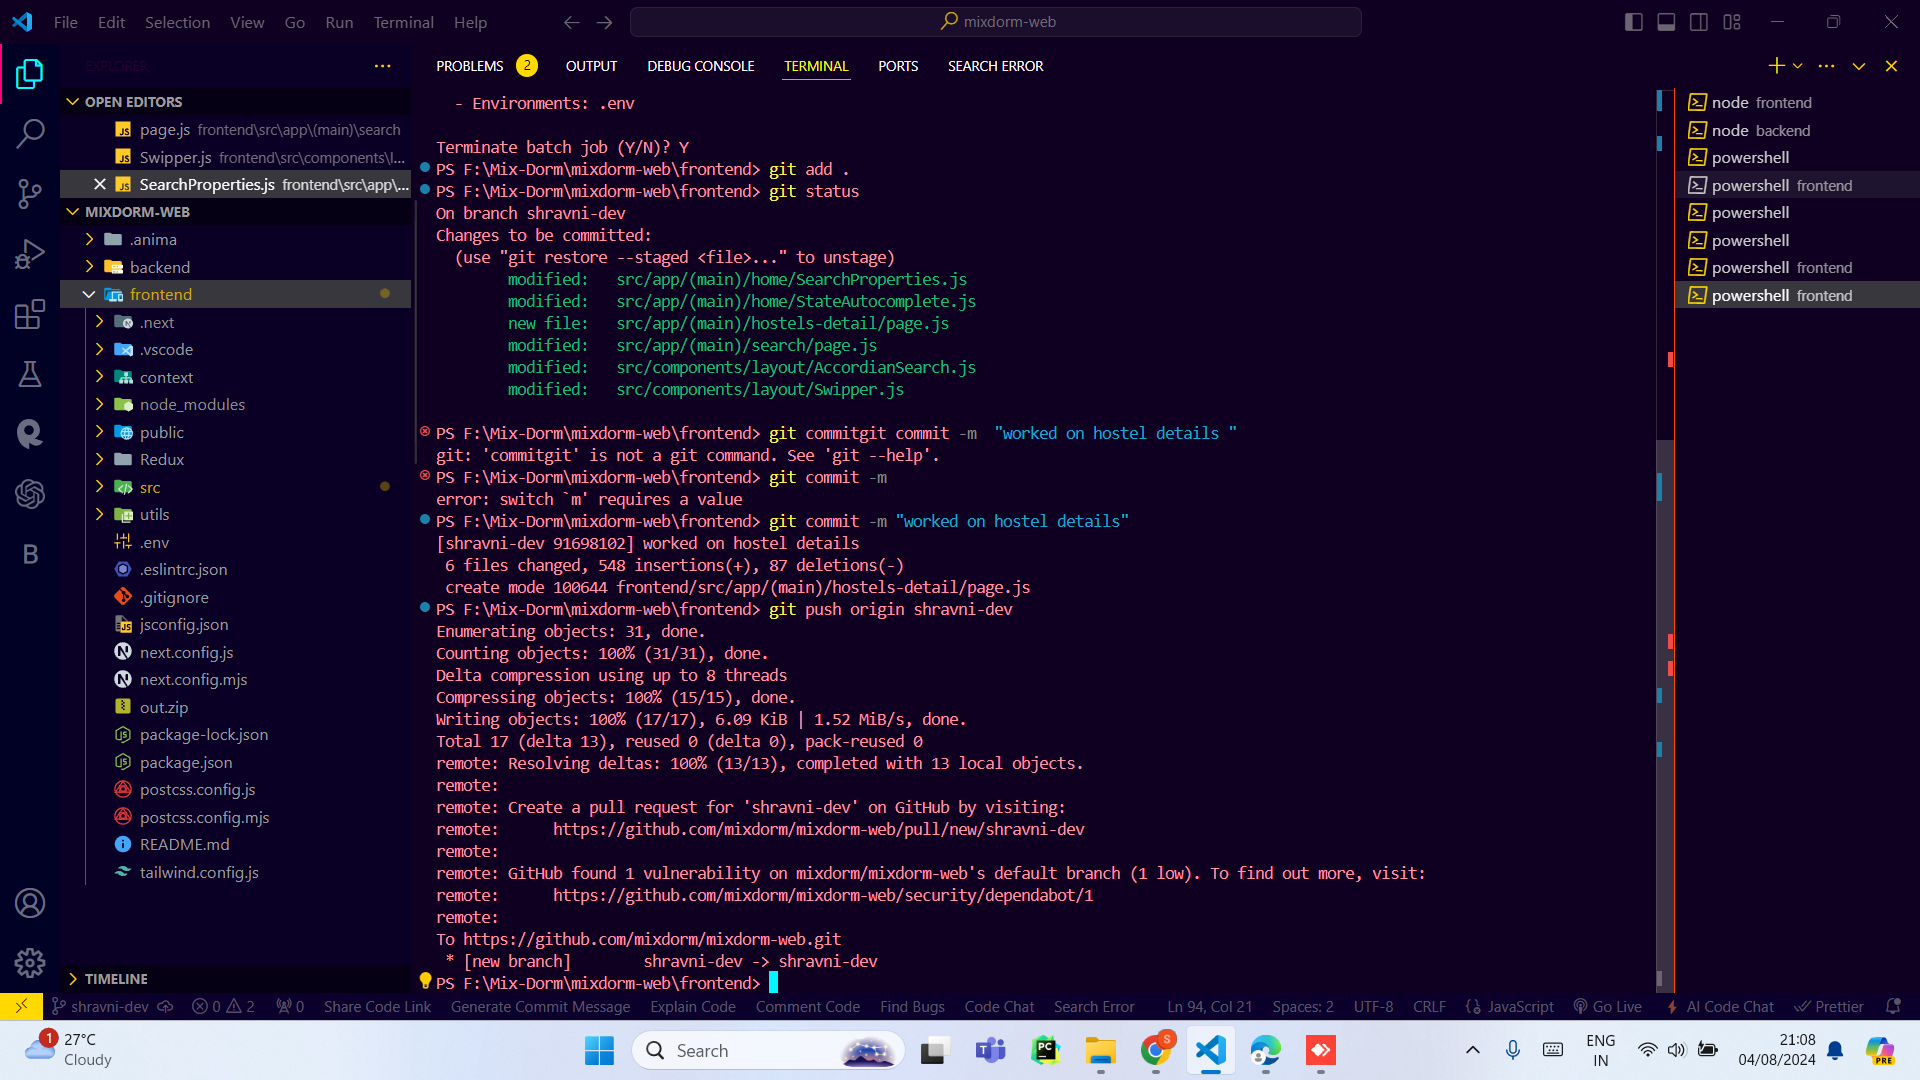 File Edit Selection View Go Run Terminal Help
mixdorm-web
EXPLORER
OPEN EDITORS
page.js frontend\src\app\(main)\search
Swipper.js frontend\src\components\l...
SearchProperties.js frontend\src\app\...
MIXDORM-WEB
.anima
backend
frontend
.next
.vscode
context
node_modules
public
Redux
src
utils
.env
.eslintrc.json
.gitignore
jsconfig.json
next.config.js
next.config.mjs
out.zip
package-lock.json
package.json
postcss.config.js
postcss.config.mjs
README.md
tailwind.config.js
TIMELINE
PROBLEMS 2 OUTPUT DEBUG CONSOLE TERMINAL PORTS SEARCH ERROR
- Environments: .env
Terminate batch job (Y/N)? Y
PS F:\Mix-Dorm\mixdorm-web\frontend> git add .
PS F:\Mix-Dorm\mixdorm-web\frontend> git status
On branch shravni-dev
Changes to be committed:
(use "git restore --staged <file>..." to unstage)
modified: src/app/(main)/home/SearchProperties.js
modified: src/app/(main)/home/StateAutocomplete.js
new file: src/app/(main)/hostels-detail/page.js
modified: src/app/(main)/search/page.js
modified: src/components/layout/AccordianSearch.js
modified: src/components/layout/Swipper.js
PS F:\Mix-Dorm\mixdorm-web\frontend> git commitgit commit -m "worked on hostel details "
git: 'commitgit' is not a git command. See 'git --help'.
PS F:\Mix-Dorm\mixdorm-web\frontend> git commit -m
error: switch `m' requires a value
PS F:\Mix-Dorm\mixdorm-web\frontend> git commit -m "worked on hostel details"
[shravni-dev 91698102] worked on hostel details
6 files changed, 548 insertions(+), 87 deletions(-)
create mode 100644 frontend/src/app/(main)/hostels-detail/page.js
PS F:\Mix-Dorm\mixdorm-web\frontend> git push origin shravni-dev
Enumerating objects: 31, done.
Counting objects: 100% (31/31), done.
Delta compression using up to 8 threads
Compressing objects: 100% (15/15), done.
Writing objects: 100% (17/17), 6.09 KiB | 1.52 MiB/s, done.
Total 17 (delta 13), reused 0 (delta 0), pack-reused 0
remote: Resolving deltas: 100% (13/13), completed with 13 local objects.
remote:
remote: Create a pull request for 'shravni-dev' on GitHub by visiting:
remote: https://github.com/mixdorm/mixdorm-web/pull/new/shravni-dev
remote:
remote: GitHub found 1 vulnerability on mixdorm/mixdorm-web's default branch (1 low). To find out more, visit:
remote: https://github.com/mixdorm/mixdorm-web/security/dependabot/1
remote:
To https://github.com/mixdorm/mixdorm-web.git
* [new branch] shravni-dev -> shravni-dev
PS F:\Mix-Dorm\mixdorm-web\frontend>
node frontend
node backend
powershell
powershell frontend
powershell
powershell
powershell frontend
powershell frontend
shravni-dev 0 2 0 Share Code Link Generate Commit Message Explain Code Comment Code Find Bugs Code Chat Search Error Ln 94, Col 21 Spaces: 2 UTF-8 CRLF JavaScript Go Live AI Code Chat Prettier
1 27°C
Cloudy
Search
S
PC
ENG
IN
21:08
04/08/2024
PRE